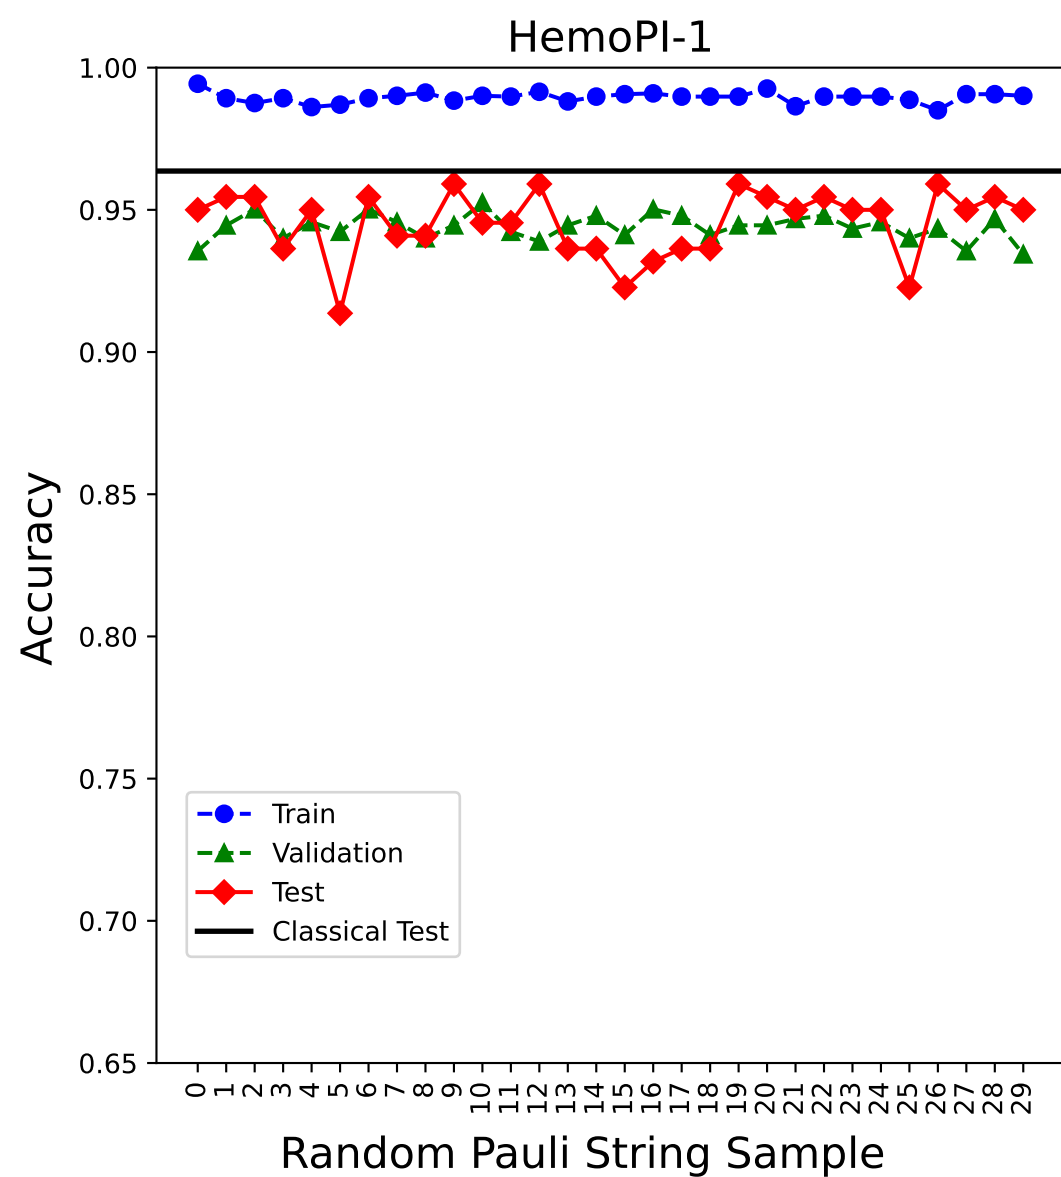 HemoPI-1
1.00
0.95
0.90
0.85
0.80
0.75
0.70
0.65
Accuracy
Train
Validation
Test
Classical Test
0 1 2 3 4 5 6 7 8 9 10 11 12 13 14 15 16 17 18 19 20 21 22 23 24 25 26 27 28 29
Random Pauli String Sample